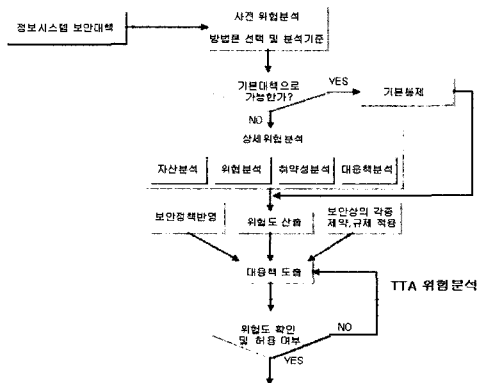 정보시스템 보안대책
사전 위험분석
방법론 선택 및 분석기준
기본대책으로
가능한가?
YES
기본통제
NO
상세위험분석
자산분석
위협분석
취약성분석
대응책분석
보안정책반영
위험도 산출
보안상의 각종
제약,규제 적용
대응책 도출
TTA 위험분석
위험도 확인
및 허용 여부
NO
YES